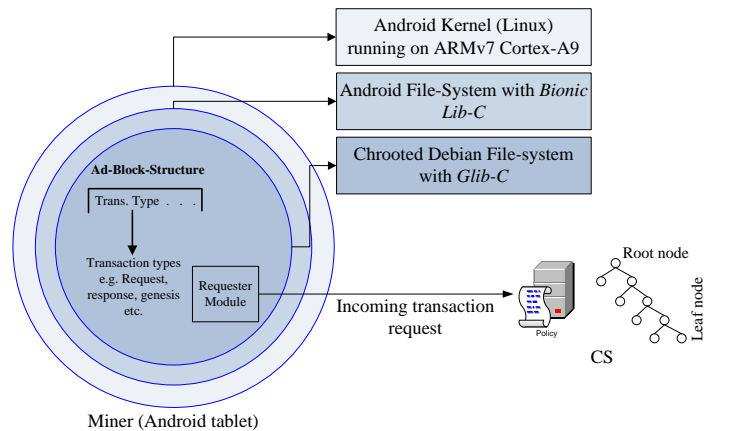 Android Kernel (Linux)
running on ARMv7 Cortex-A9
Android File-System with Bionic
Lib-C
Chrooted Debian File-system
with Glib-C
Ad-Block-Structure
Trans. Type . . .
Transaction types
e.g. Request,
response, genesis
etc.
Requester
Module
Incoming transaction
request
Policy
Root node
Leaf node
CS
Miner (Android tablet)